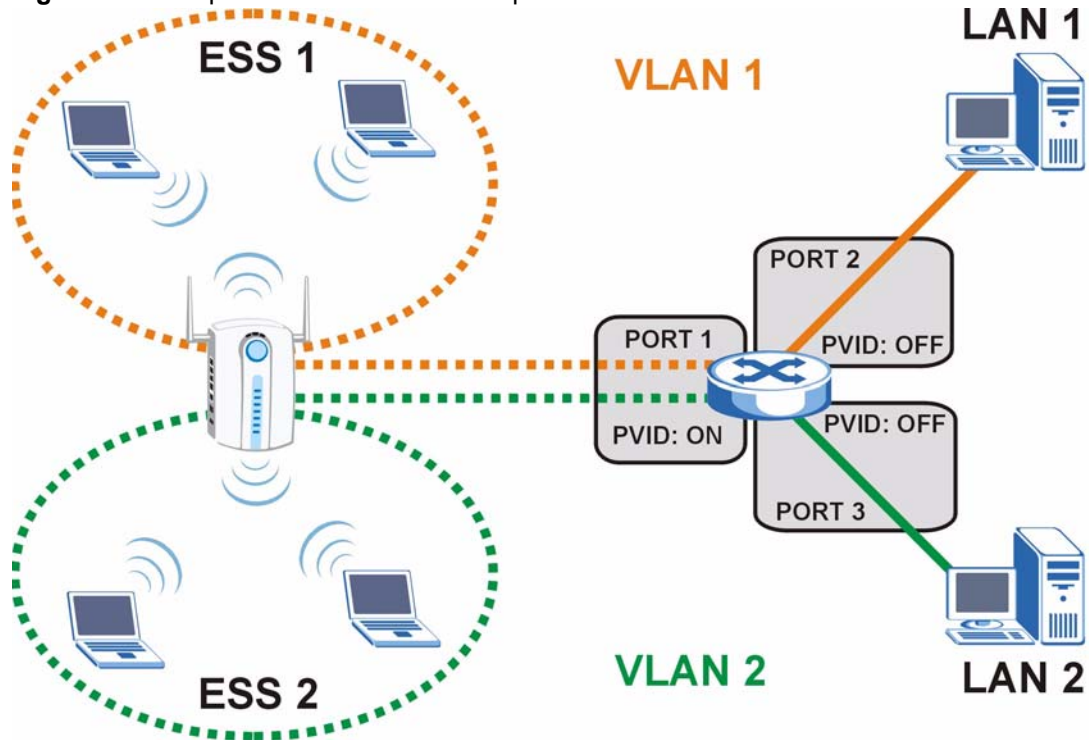 ESS 1
VLAN 1
LAN 1
PORT 2
PVID: OFF
PORT 1
PVID: ON
PVID: OFF
PORT 3
ESS 2
VLAN 2
LAN 2